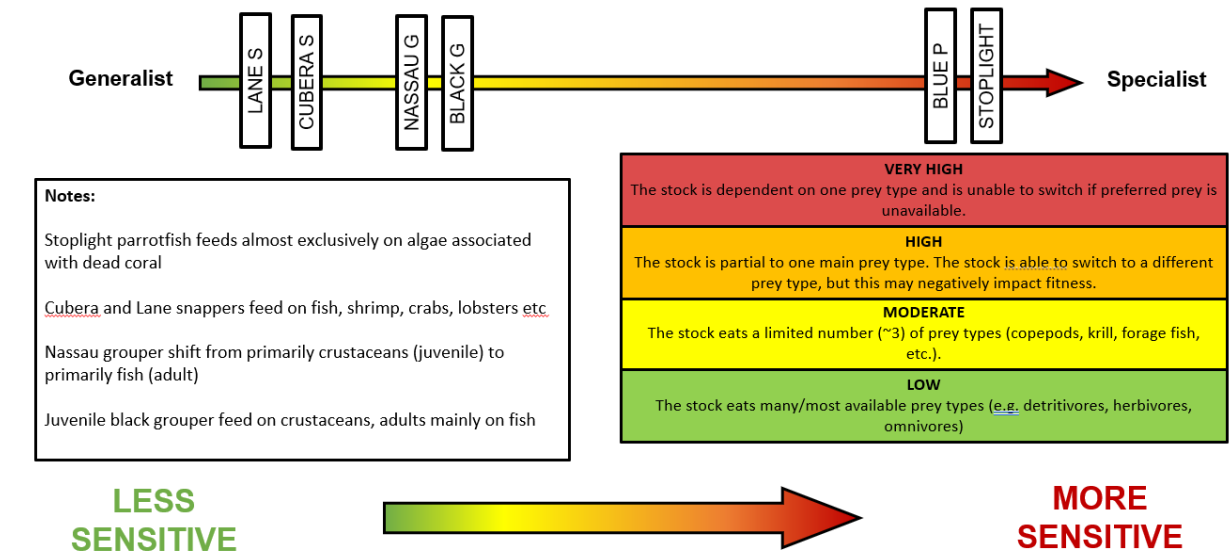 Generalist
LANE S
CUBERA S
NASSAU G
BLACK G
BLUE P
STOPLIGHT
Specialist
Notes:
Stoplight parrotfish feeds almost exclusively on algae associated
with dead coral
Cubera and Lane snappers feed on fish, shrimp, crabs, lobsters etc
Nassau grouper shift from primarily crustaceans (juvenile) to
primarily fish (adult)
Juvenile black grouper feed on crustaceans, adults mainly on fish
VERY HIGH
The stock is dependent on one prey type and is unable to switch if preferred prey is
unavailable.
HIGH
The stock is partial to one main prey type. The stock is able to switch to a different
prey type, but this may negatively impact fitness.
MODERATE
The stock eats a limited number (~3) of prey types (copepods, krill, forage fish,
etc.).
LOW
The stock eats many/most available prey types (e.g. detritivores, herbivores,
omnivores)
LESS
SENSITIVE
MORE
SENSITIVE